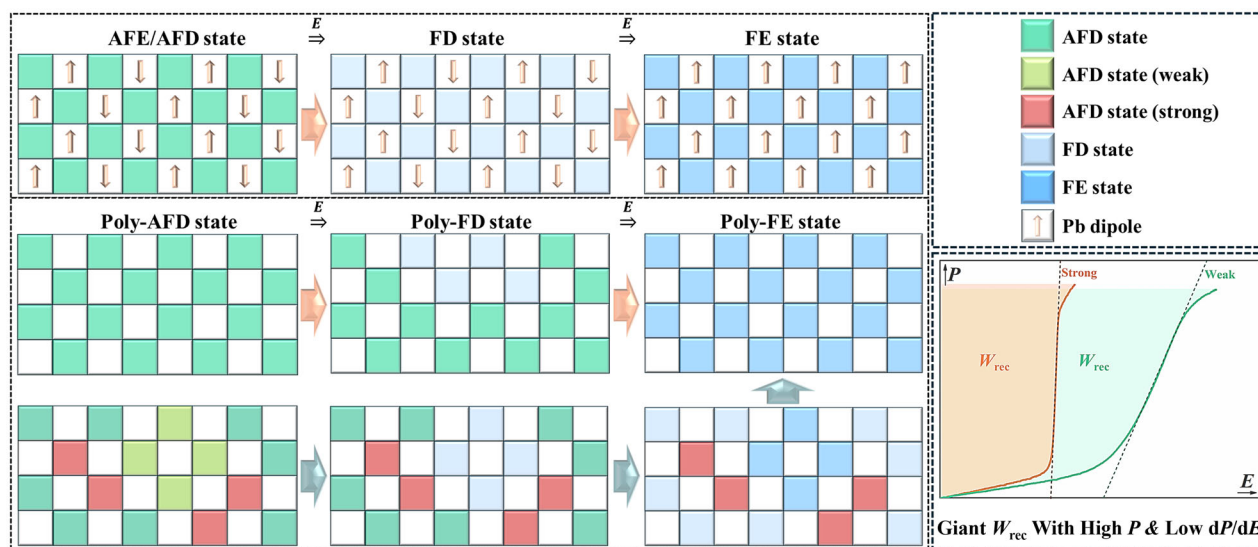 AFE/AFD state
E
⇒
FD state
E
⇒
FE state
Poly-AFD state
E
⇒
Poly-FD state
E
⇒
Poly-FE state
AFD state
AFD state (weak)
AFD state (strong)
FD state
FE state
Pb dipole
P
Strong
Weak
Wrec
Wrec
E
Giant Wrec With High P & Low dP/dE